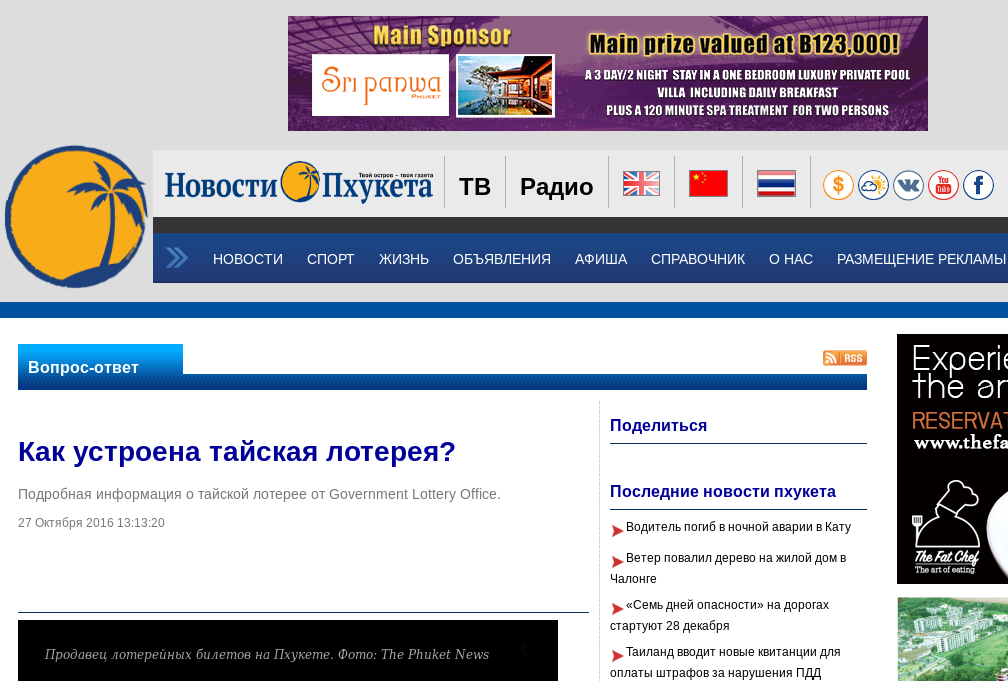 Main Sponsor
Sri panwa
PHUKET
Main prize valued at B123,000!
A 3 DAY/2 NIGHT STAY IN A ONE BEDROOM LUXURY PRIVATE POOL
VILLA INCLUDING DAILY BREAKFAST
PLUS A 120 MINUTE SPA TREATMENT FOR TWO PERSONS
Новости Пхукета
Твой остров – твоя газета
ТВ
Радио
You
Tube
НОВОСТИ СПОРТ ЖИЗНЬ ОБЪЯВЛЕНИЯ АФИША СПРАВОЧНИК О НАС РАЗМЕЩЕНИЕ РЕКЛАМЫ
Вопрос-ответ
RSS
Как устроена тайская лотерея?
Подробная информация о тайской лотерее от Government Lottery Office.
27 Октября 2016 13:13:20
Продавец лотерейных билетов на Пхукете. Фото: The Phuket News
Поделиться
Последние новости пхукета
Водитель погиб в ночной аварии в Кату
Ветер повалил дерево на жилой дом в
Чалонге
«Семь дней опасности» на дорогах
стартуют 28 декабря
Таиланд вводит новые квитанции для
оплаты штрафов за нарушения ПДД
Experie
the ar
RESERVAT
www.thefa
The Fat Chef
The art of eating